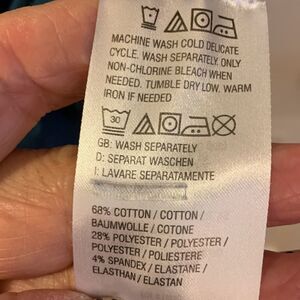 MACHINE WASH COLD DELICATE
CYCLE. WASH SEPARATELY. ONLY
NON-CHLORINE BLEACH WHEN
NEEDED. TUMBLE DRY LOW. WARM
IRON IF NEEDED
30
GB: WASH SEPARATELY
D: SEPARAT WASCHEN
I: LAVARE SEPARATAMENTE
68% COTTON / COTTON /
BAUMWOLLE / COTONE
28% POLYESTER / POLYESTER /
POLYESTER / POLIESTERE
4% SPANDEX / ELASTANE /
ELASTHAN / ELASTAN